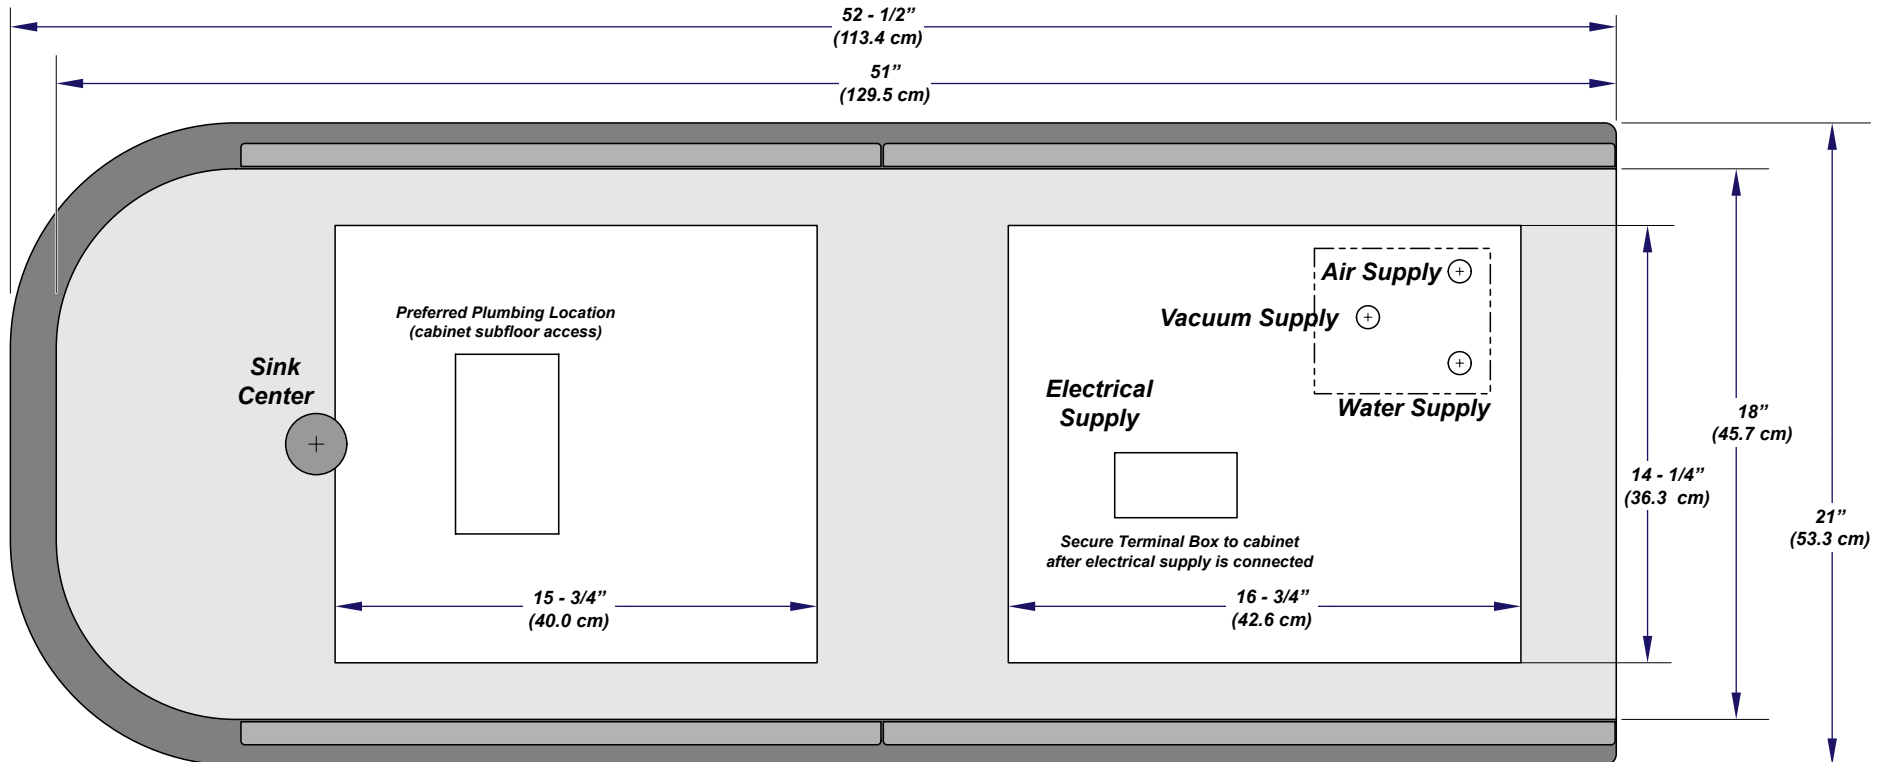 52 - 1/2”
(113.4 cm)
51”
(129.5 cm)
Preferred Plumbing Location
(cabinet subfloor access)
Sink
Center
Air Supply
Vacuum Supply
Water Supply
Electrical
Supply
Secure Terminal Box to cabinet
after electrical supply is connected
15 - 3/4”
(40.0 cm)
16 - 3/4”
(42.6 cm)
14 - 1/4”
(36.3 cm)
18”
(45.7 cm)
21”
(53.3 cm)